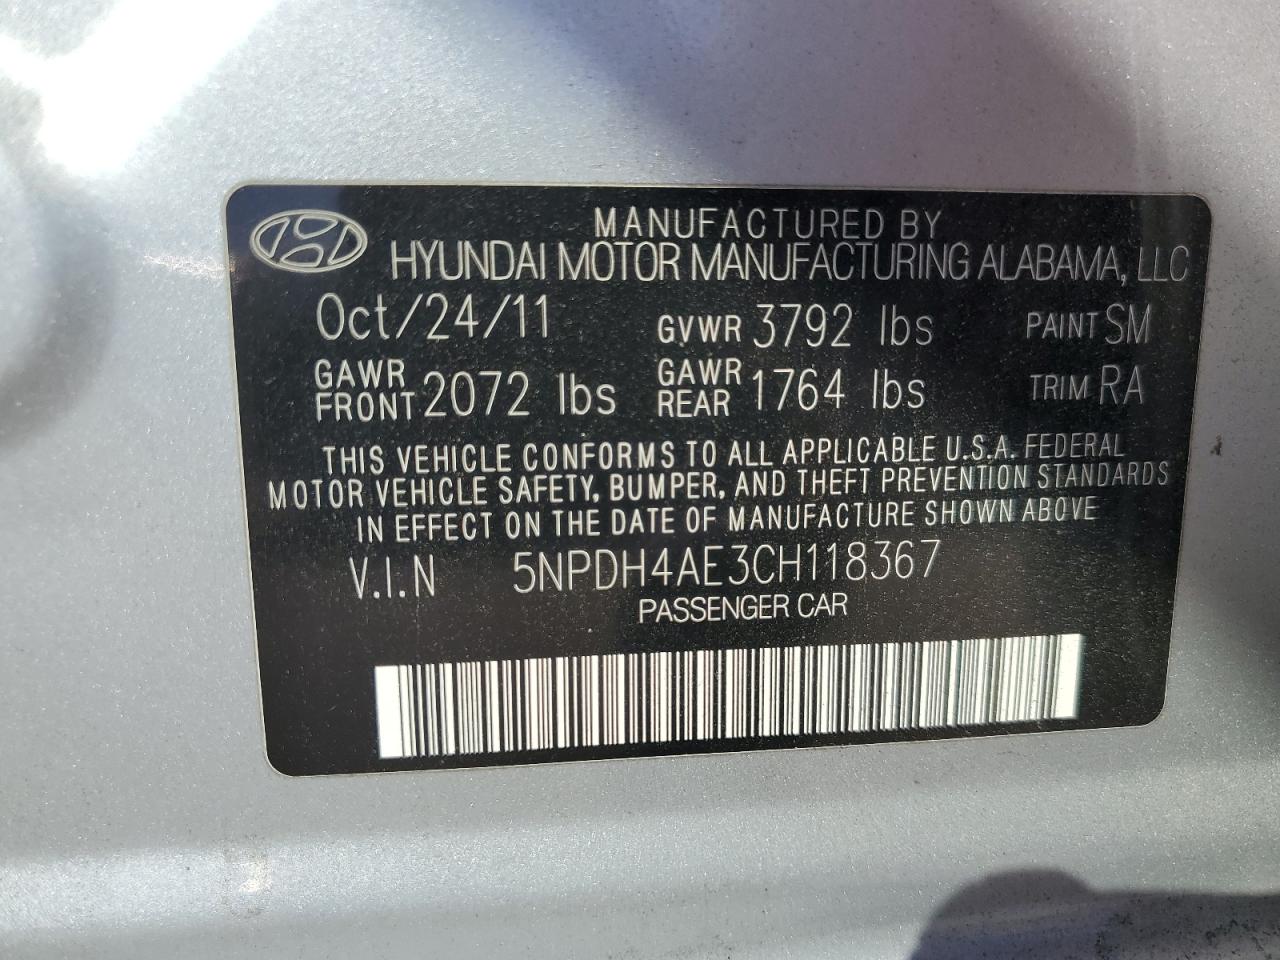 MANUFACTURED BY
HYUNDAI MOTOR MANUFACTURING ALABAMA, LLC
Oct/24/11 GVWR 3792 lbs PAINT SM
GAWR FRONT 2072 lbs GAWR REAR 1764 lbs TRIM RA
THIS VEHICLE CONFORMS TO ALL APPLICABLE U.S.A. FEDERAL
MOTOR VEHICLE SAFETY, BUMPER, AND THEFT PREVENTION STANDARDS
IN EFFECT ON THE DATE OF MANUFACTURE SHOWN ABOVE
V.I.N 5NPDH4AE3CH118367
PASSENGER CAR